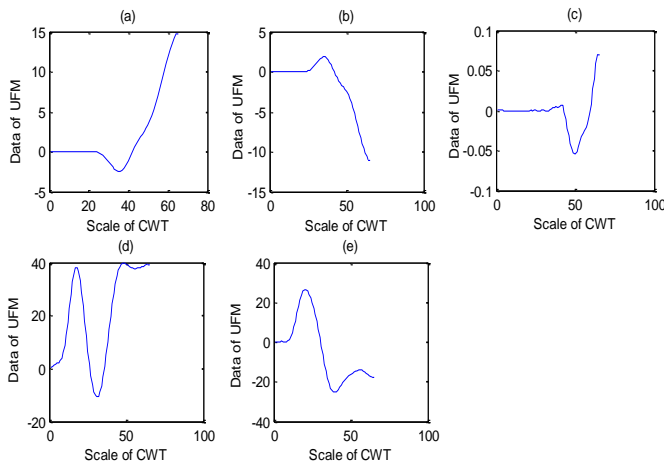 (a)
15
10
5
0
-5
0 20 40 60 80
Data of UFM
Scale of CWT
(b)
5
0
-5
-10
-15
0 50 100
Data of UFM
Scale of CWT
(c)
0.1
0.05
0
-0.05
-0.1
0 50 100
Data of UFM
Scale of CWT
(d)
40
20
0
-20
0 50 100
Data of UFM
Scale of CWT
(e)
40
20
0
-20
-40
0 50 100
Data of UFM
Scale of CWT